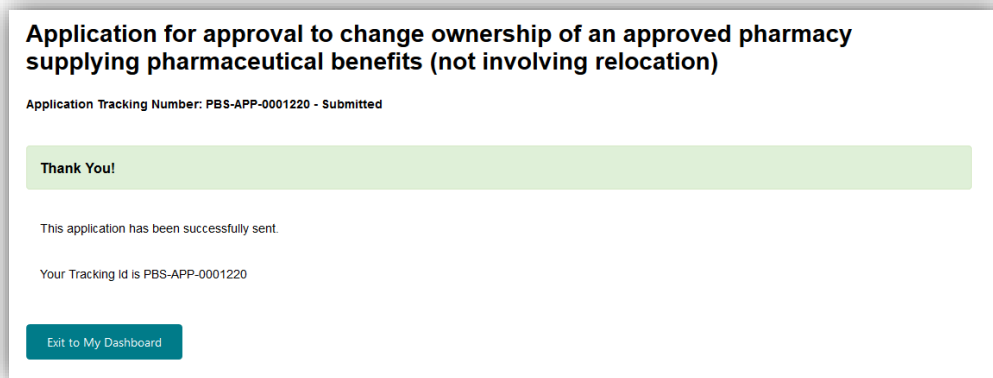 Application for approval to change ownership of an approved pharmacy
supplying pharmaceutical benefits (not involving relocation)
Application Tracking Number: PBS-APP-0001220 - Submitted
Thank You!
This application has been successfully sent.
Your Tracking Id is PBS-APP-0001220
Exit to My Dashboard